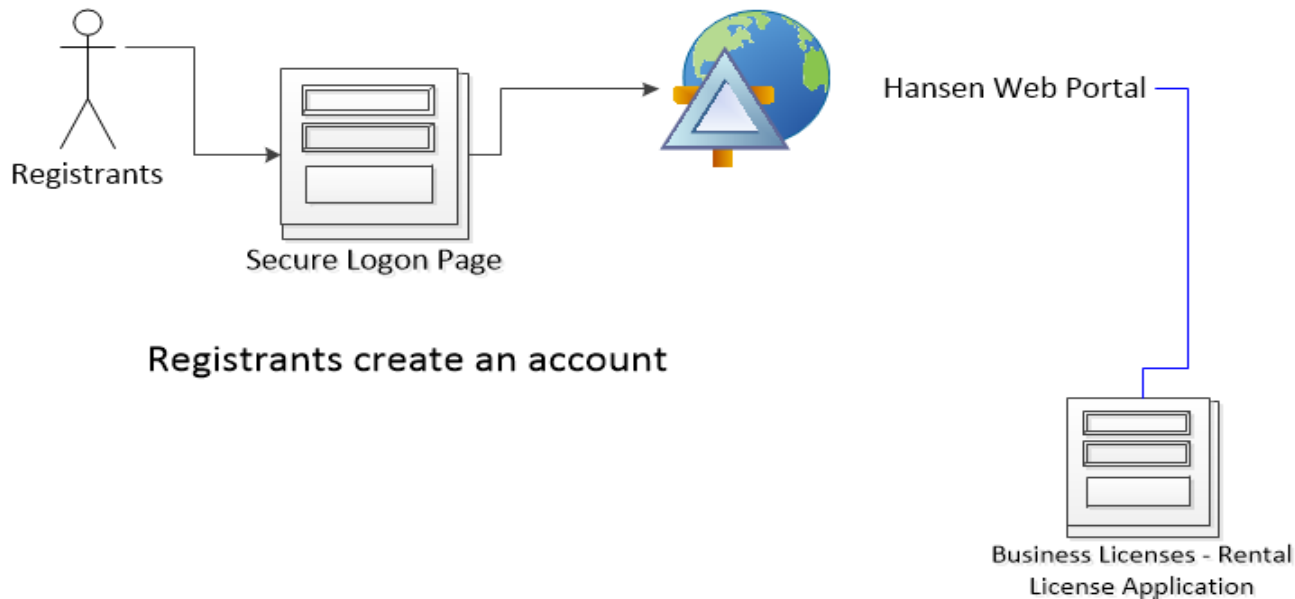 Hansen Web Portal
Registrants
Secure Logon Page
Registrants create an account
Business Licenses - Rental
License Application